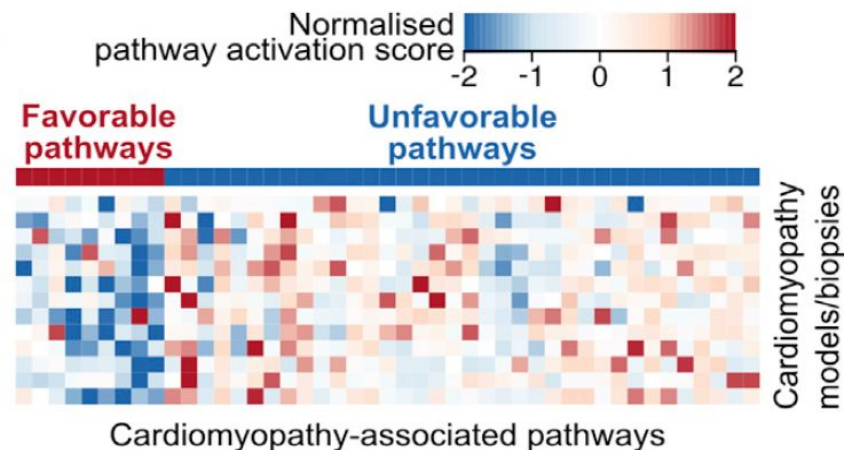 Normalised
pathway activation score
-2 -1 0 1 2
Favorable
pathways
Unfavorable
pathways
Cardiomyopathy
models/biopsies
Cardiomyopathy-associated pathways